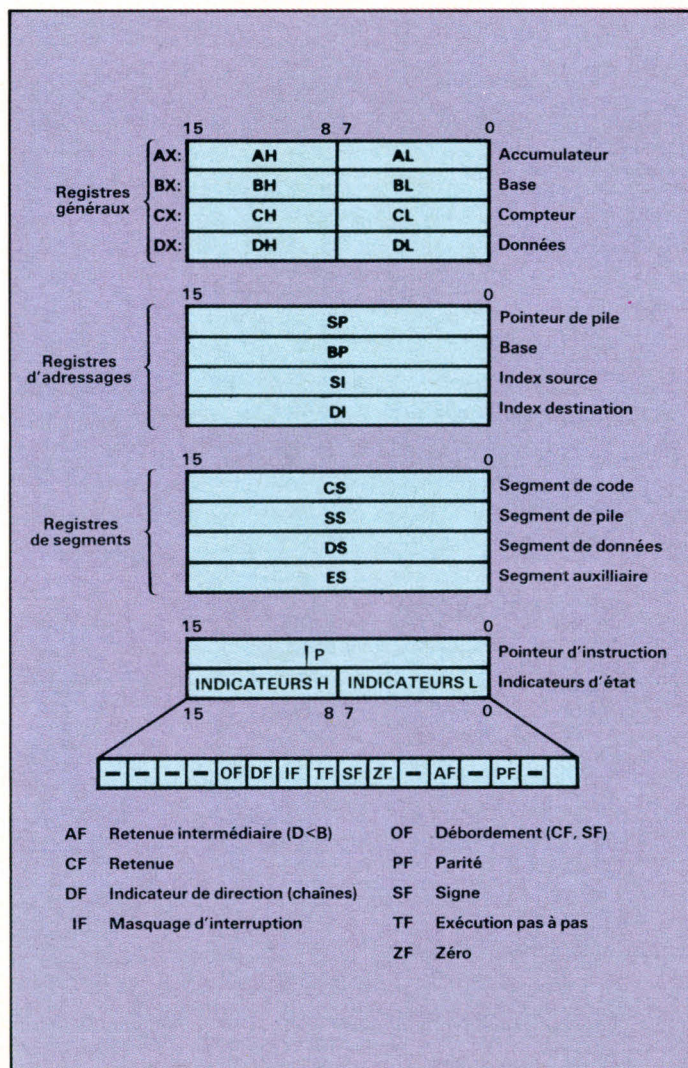 15 8 7 0
AX: AH AL Accumulateur
Registres généraux
BX: BH BL Base
CX: CH CL Compteur
DX: DH DL Données
15 0
SP Pointeur de pile
Registres d'adressages
BP Base
SI Index source
DI Index destination
15 0
CS Segment de code
Registres de segments
SS Segment de pile
DS Segment de données
ES Segment auxilliaire
15 0
IP Pointeur d'instruction
INDICATEURS H INDICATEURS L Indicateurs d'état
15 8 7 0
– – – – OF DF IF TF SF ZF – AF – PF –
AF Retenue intermédiaire (D<B) OF Débordement (CF, SF)
CF Retenue PF Parité
DF Indicateur de direction (chaînes) SF Signe
IF Masquage d'interruption TF Exécution pas à pas
ZF Zéro